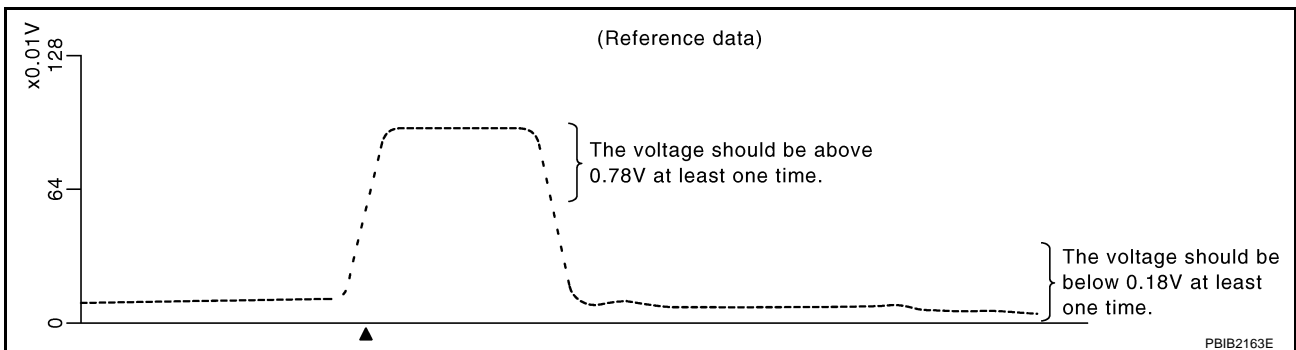 (Reference data)
x0.01V
128
64
0
The voltage should be above
0.78V at least one time.
The voltage should be
below 0.18V at least
one time.
PBIB2163E